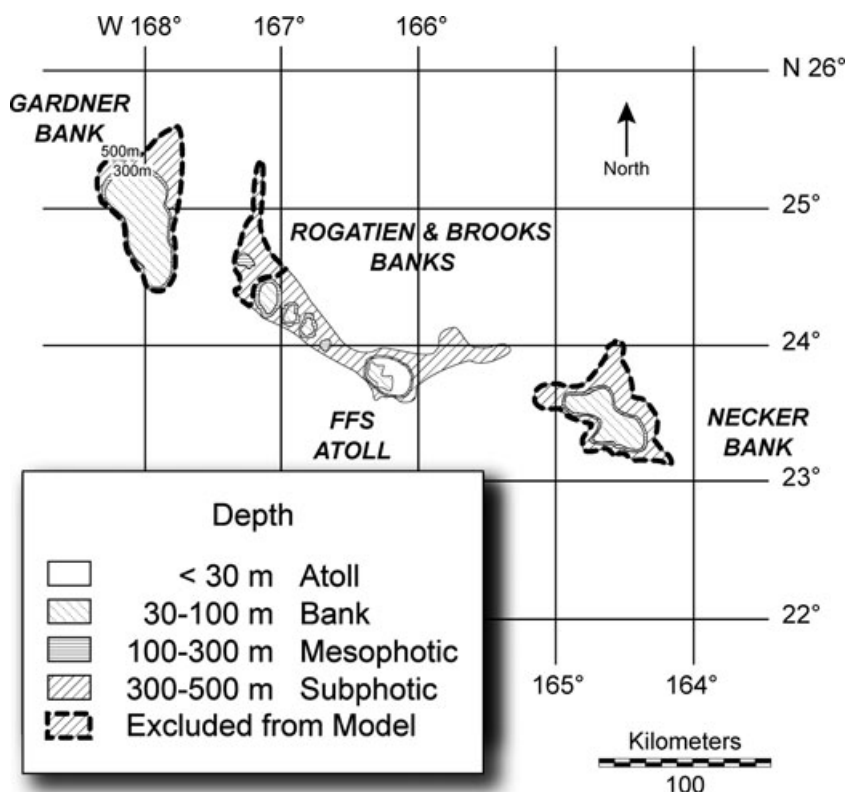 W 168° 167° 166°
N 26°
GARDNER
BANK
500m
300m
North
25°
ROGATIEN & BROOKS
BANKS
24°
FFS
ATOLL
NECKER
BANK
23°
Depth
< 30 m Atoll
30-100 m Bank
100-300 m Mesophotic
300-500 m Subphotic
Excluded from Model
22°
165° 164°
Kilometers
100